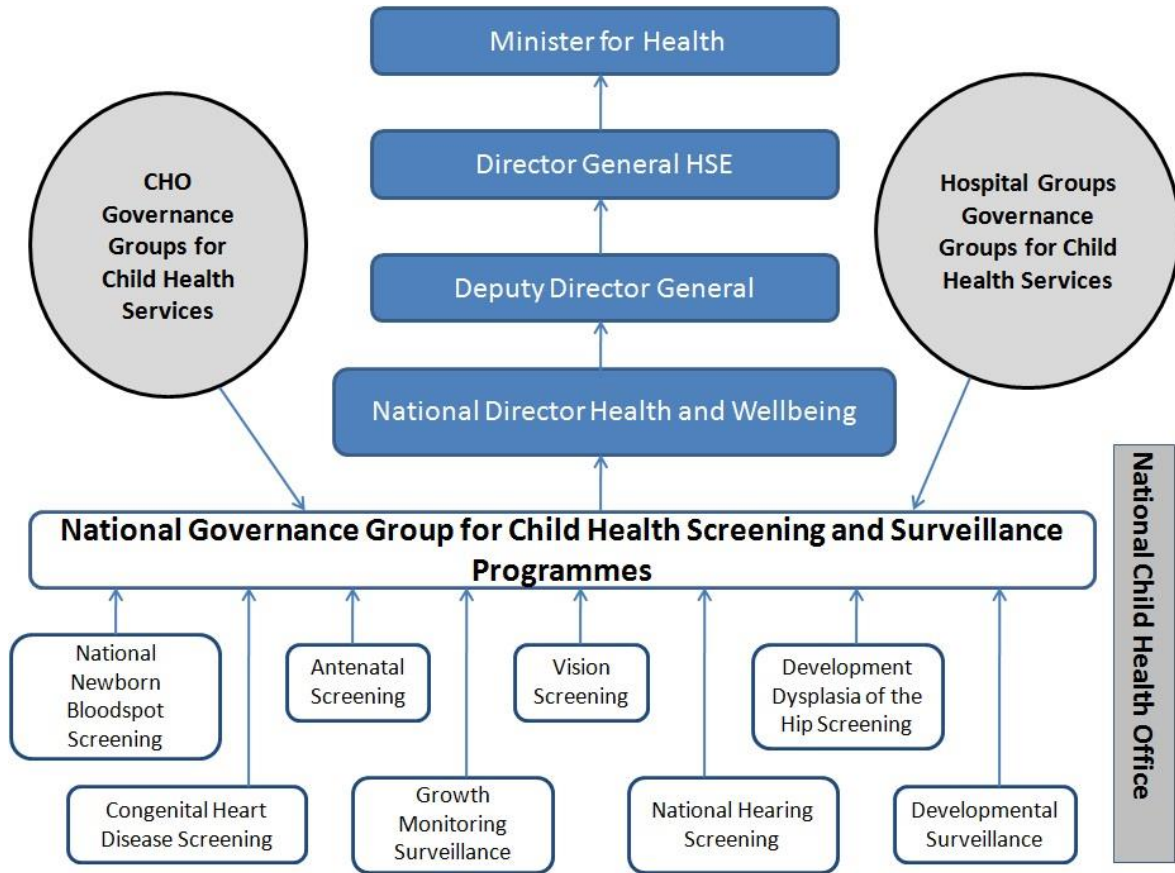 Minister for Health
Director General HSE
CHO
Governance
Groups for
Child Health
Services
Hospital Groups
Governance
Groups for Child
Health Services
Deputy Director General
National Director Health and Wellbeing
National Governance Group for Child Health Screening and Surveillance
Programmes
National Child Health Office
National
Newborn
Bloodspot
Screening
Antenatal
Screening
Vision
Screening
Development
Dysplasia of the
Hip Screening
Congenital Heart
Disease Screening
Growth
Monitoring
Surveillance
National Hearing
Screening
Developmental
Surveillance